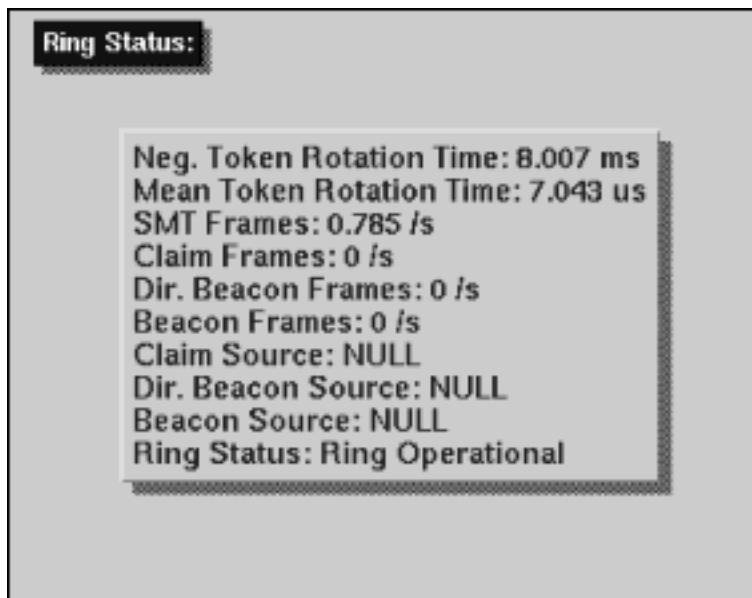 Ring Status:
Neg. Token Rotation Time: 8.007 ms
Mean Token Rotation Time: 7.043 us
SMT Frames: 0.785 /s
Claim Frames: 0 /s
Dir. Beacon Frames: 0 /s
Beacon Frames: 0 /s
Claim Source: NULL
Dir. Beacon Source: NULL
Beacon Source: NULL
Ring Status: Ring Operational